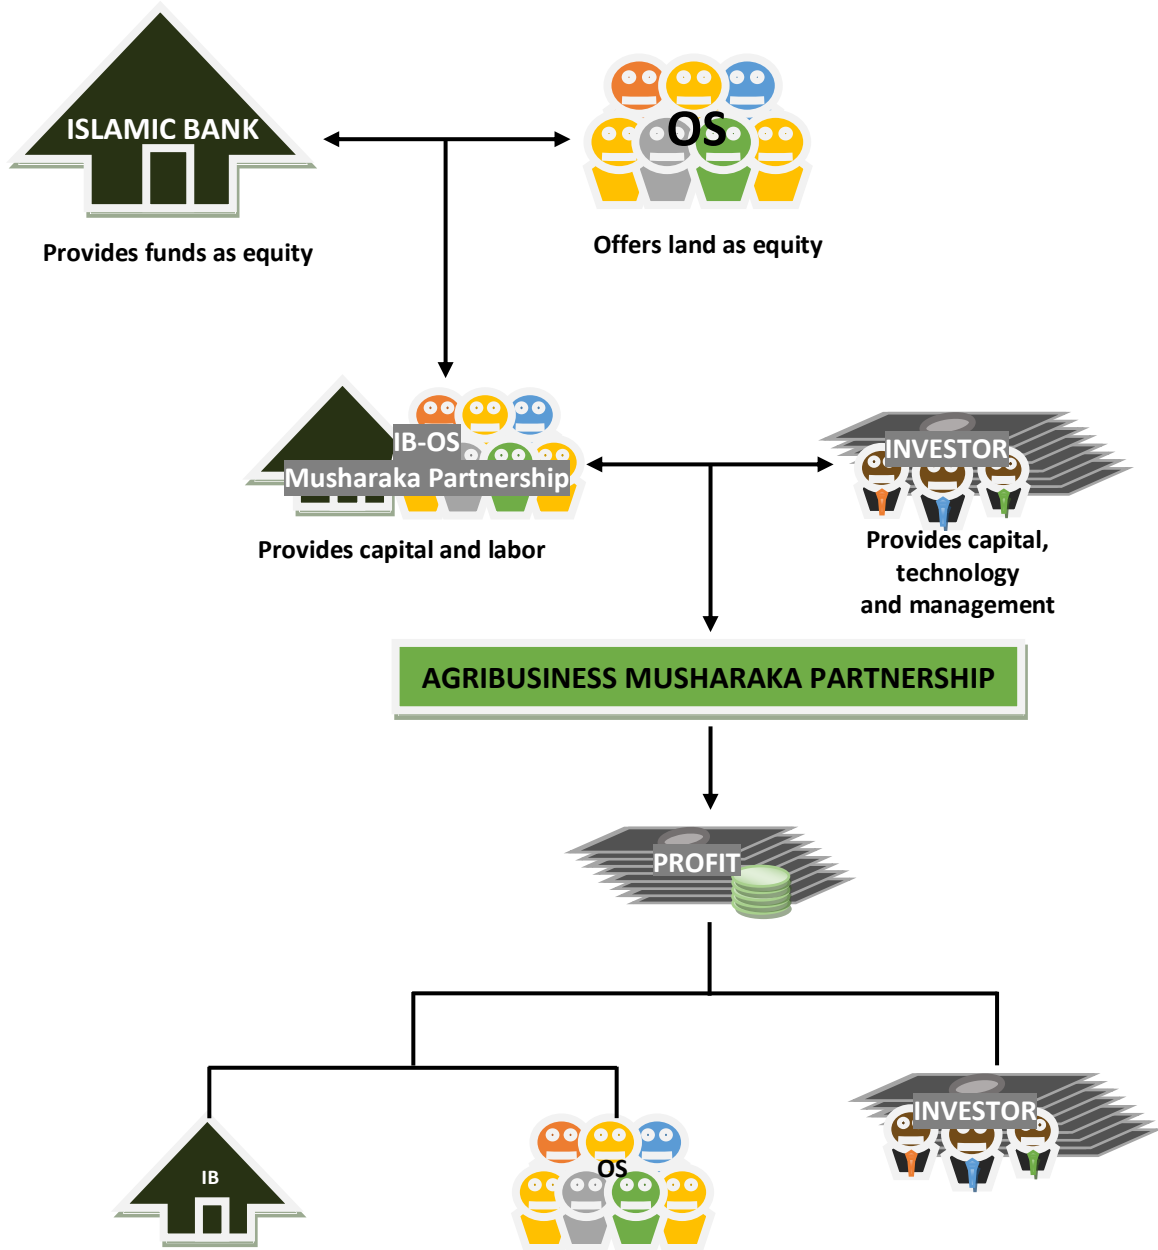 ISLAMIC BANK
OS
Provides funds as equity
Offers land as equity
IB-OS
Musharaka Partnership
INVESTOR
Provides capital and labor
Provides capital,
technology
and management
AGRIBUSINESS MUSHARAKA PARTNERSHIP
PROFIT
IB
OS
INVESTOR